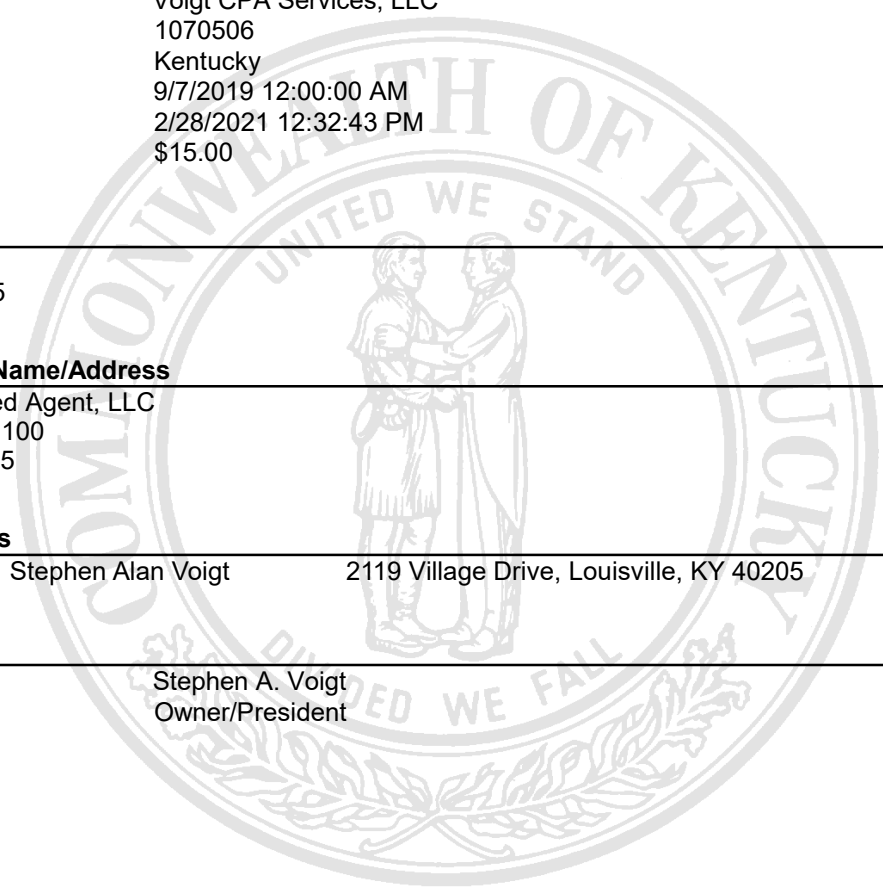 Voigt CPA Services, LLC
1070506
Kentucky
9/7/2019 12:00:00 AM
2/28/2021 12:32:43 PM
$15.00
COMMONWEALTH OF KENTUCKY
UNITED WE STAND
5
Name/Address
ed Agent, LLC
100
5
s
Stephen Alan Voigt 2119 Village Drive, Louisville, KY 40205
DIVIDED WE FALL
Stephen A. Voigt
Owner/President